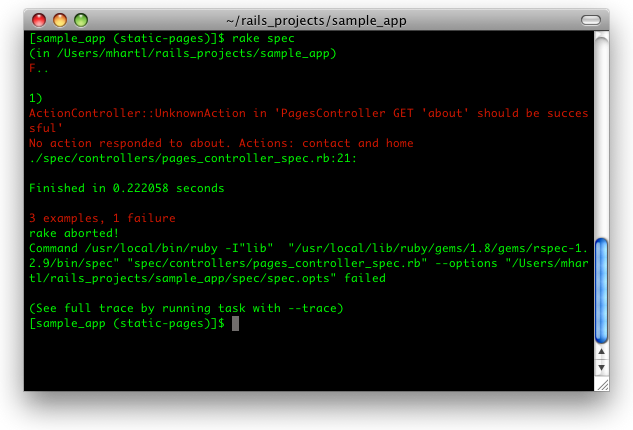 ~/rails_projects/sample_app
[sample_app (static-pages)]$ rake spec
(in /Users/mhartl/rails_projects/sample_app)
F..
1)
ActionController::UnknownAction in 'PagesController GET 'about' should be succes
sful'
No action responded to about. Actions: contact and home
./spec/controllers/pages_controller_spec.rb:21:
Finished in 0.222058 seconds
3 examples, 1 failure
rake aborted!
Command /usr/local/bin/ruby -I"lib"  "/usr/local/lib/ruby/gems/1.8/gems/rspec-1.
2.9/bin/spec" "spec/controllers/pages_controller_spec.rb" --options "/Users/mhar
tl/rails_projects/sample_app/spec/spec.opts" failed
(See full trace by running task with --trace)
[sample_app (static-pages)]$